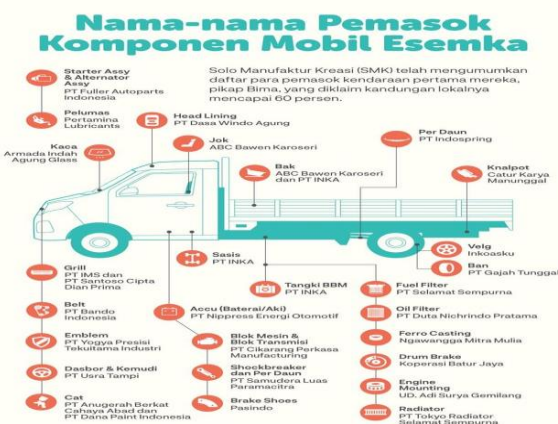 Nama-nama Pemasok
Komponen Mobil Esemka
Solo Manufaktur Kreasi (SMK) telah mengumumkan
daftar para pemasok kendaraan pertama mereka,
pikap Bima, yang diklaim kandungan lokalnya
mencapai 60 persen.
Starter Assy
& Alternator
Assy
PT Fuller Autoparts
Indonesia
Pelumas
Pertamina
Lubricants
Kaca
Armada Indah
Agung Glass
Head Lining
PT Dasa Windo Agung
Jok
ABC Bawen Karoseri
Bak
ABC Bawen Karoseri
dan PT INKA
Per Daun
PT Indospring
Knalpot
Catur Karya
Manunggal
Velg
Inkoasku
Ban
PT Gajah Tunggal
Sasis
PT INKA
Tangki BBM
PT INKA
Grill
PT IMS dan
PT Santoso Cipta
Dian Prima
Belt
PT Bando
Indonesia
Emblem
PT Yogya Presisi
Tekuitama Industri
Dasbor & Kemudi
PT Usra Tampi
Cat
PT Anugerah Berkat
Cahaya Abad dan
PT Dana Paint Indonesia
Accu (Baterai/Aki)
PT Nippress Energi Otomotif
Blok Mesin &
Blok Transmisi
PT Cikarang Perkasa
Manufacturing
Shockbreaker
dan Per Daun
PT Samudera Luas
Paramacitra
Brake Shoes
Pasindo
Fuel Filter
PT Selamat Sempurna
Oil Filter
PT Duta Nichrindo Pratama
Ferro Casting
Ngawangga Mitra Mulia
Drum Brake
Koperasi Batur Jaya
Engine
Mounting
UD. Adi Surya Gemilang
Radiator
PT Tokyo Radiator
Selamat Sempurna